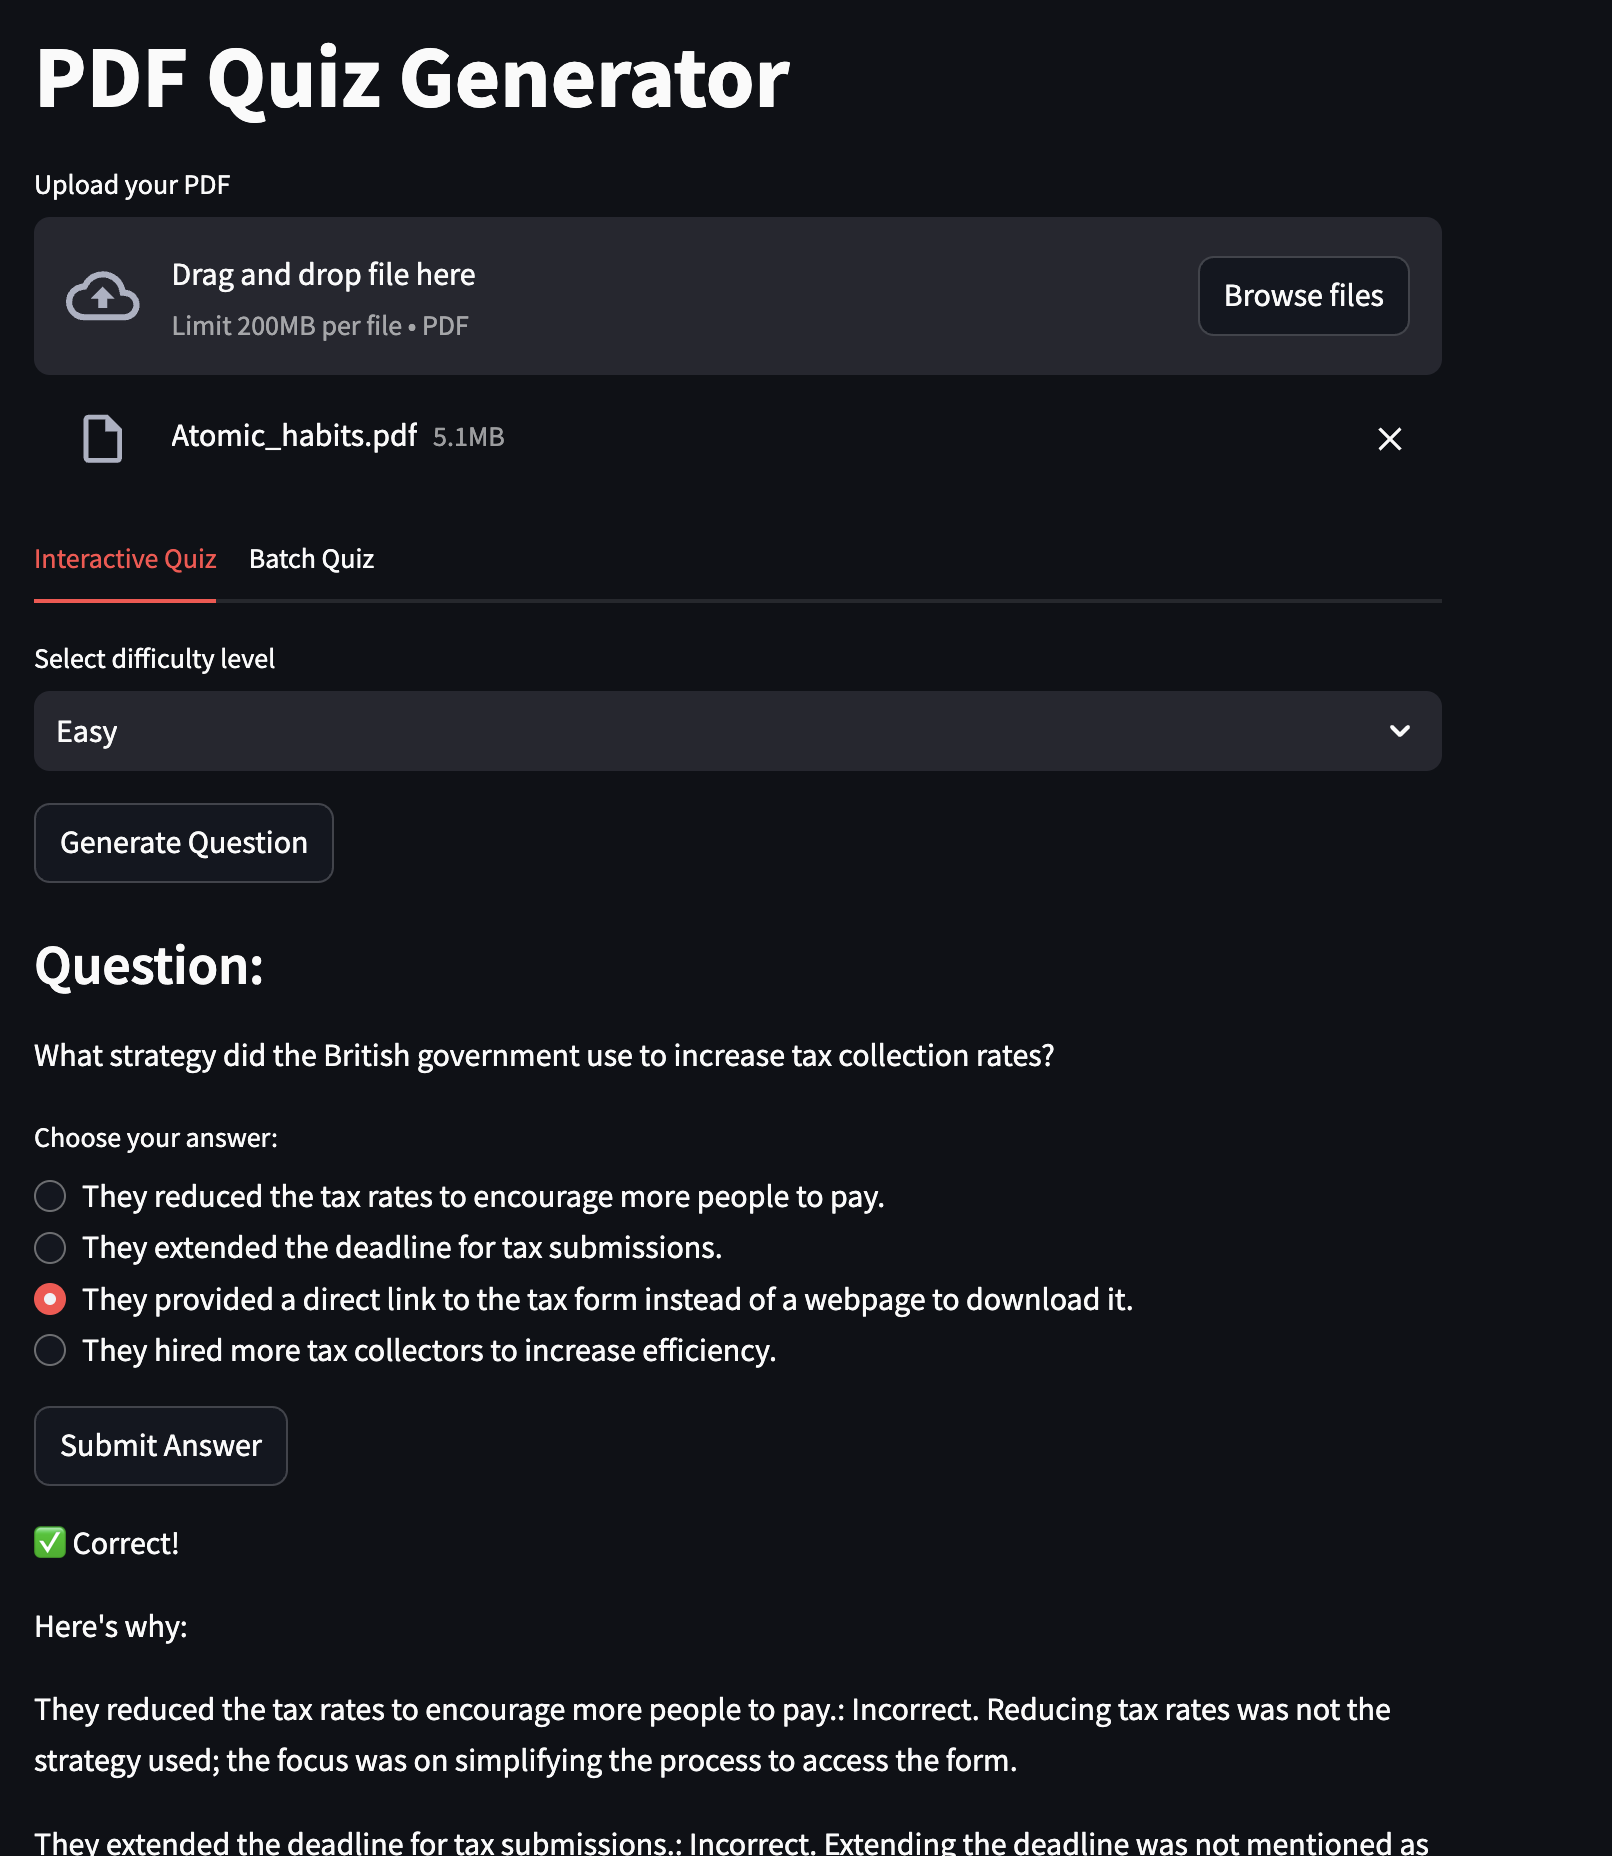 PDF Quiz Generator
Upload your PDF
Drag and drop file here
Limit 200MB per file • PDF
Browse files
Atomic_habits.pdf 5.1MB
Interactive Quiz Batch Quiz
Select difficulty level
Easy
Generate Question
Question:
What strategy did the British government use to increase tax collection rates?
Choose your answer:
They reduced the tax rates to encourage more people to pay.
They extended the deadline for tax submissions.
They provided a direct link to the tax form instead of a webpage to download it.
They hired more tax collectors to increase efficiency.
Submit Answer
✅ Correct!
Here's why:
They reduced the tax rates to encourage more people to pay.: Incorrect. Reducing tax rates was not the
strategy used; the focus was on simplifying the process to access the form.
They extended the deadline for tax submissions.: Incorrect. Extending the deadline was not mentioned as